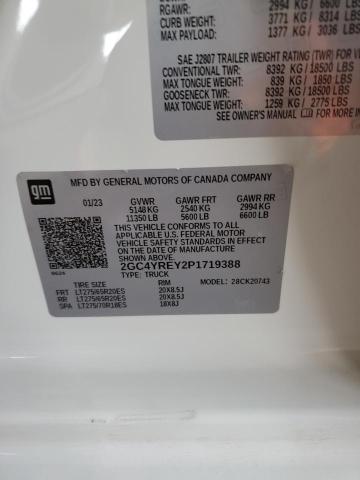 2994 KG / 6600 LBS
RGAWR:
CURB WEIGHT: 3771 KG / 8314 LBS
MAX PAYLOAD: 1377 KG / 3036 LBS
SAE J2807 TRAILER WEIGHT RATING (TWR) FOR THE
CONVENTIONAL TWR: 8392 KG / 18500 LBS
MAX TONGUE: 839 KG / 1850 LBS
GOOSENECK TWR: 8392 KG / 18500 LBS
MAX TONGUE: 1259 KG / 2775 LBS
SEE OWNER'S MANUAL FOR
gm
MFD BY GENERAL MOTORS OF CANADA COMPANY
01/23 GVWR GAWR FRT GAWR RR
5148 KG 2540 KG 2994 KG
11350 LB 5600 LB 6600 LB
THIS VEHICLE CONFORMS TO ALL
APPLICABLE U.S. FEDERAL MOTOR
VEHICLE SAFETY STANDARDS IN
EFFECT ON THE DATE OF
MANUFACTURE SHOWN ABOVE.
2GC4YREY2P1719388
TYPE: TRUCK
MODEL: 28CK20743
TIRE SIZE RIM
FRT LT275/65R20ES 20X8.5J
RR LT275/65R20ES 20X8.5J
SPA LT275/70R18ES 18X8J